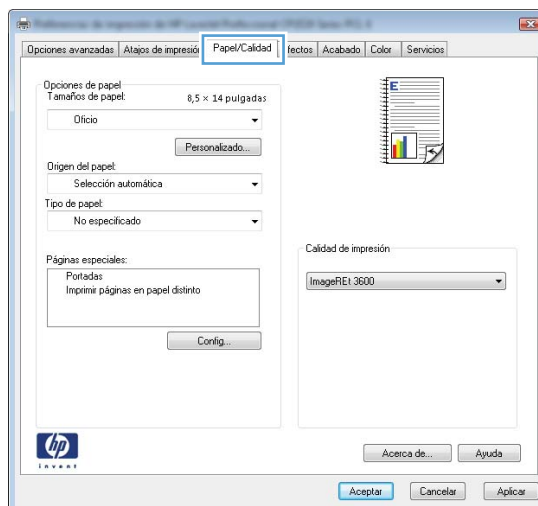 Opciones avanzadas Atajos de impresió Papel/Calidad fectos Acabado Color Servicios
Opciones de papel
Tamaños de papel: 8,5 × 14 pulgadas
Oficio
Personalizado...
Origen del papel:
Selección automática
Tipo de papel:
No especificado
Páginas especiales:
Portadas
Imprimir páginas en papel distinto
Config...
E
Calidad de impresión
ImageREt 3600
hp
invent
Acerca de... Ayuda
Aceptar Cancelar Aplicar